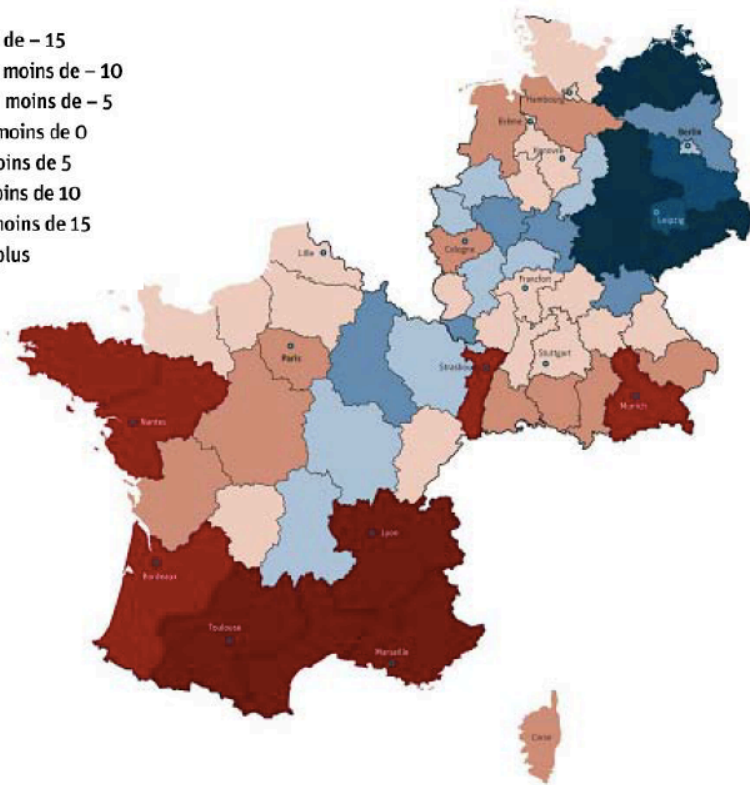 de – 15
moins de – 10
moins de – 5
moins de 0
oins de 5
oins de 10
moins de 15
plus
Hambourg
Brême
Hanovre
Berlin
Leipzig
Cologne
Lille
Francfort
Paris
Strasbou
Stuttgart
Munich
Nantes
Lyon
Bordeaux
Toulouse
Marseille
Corse